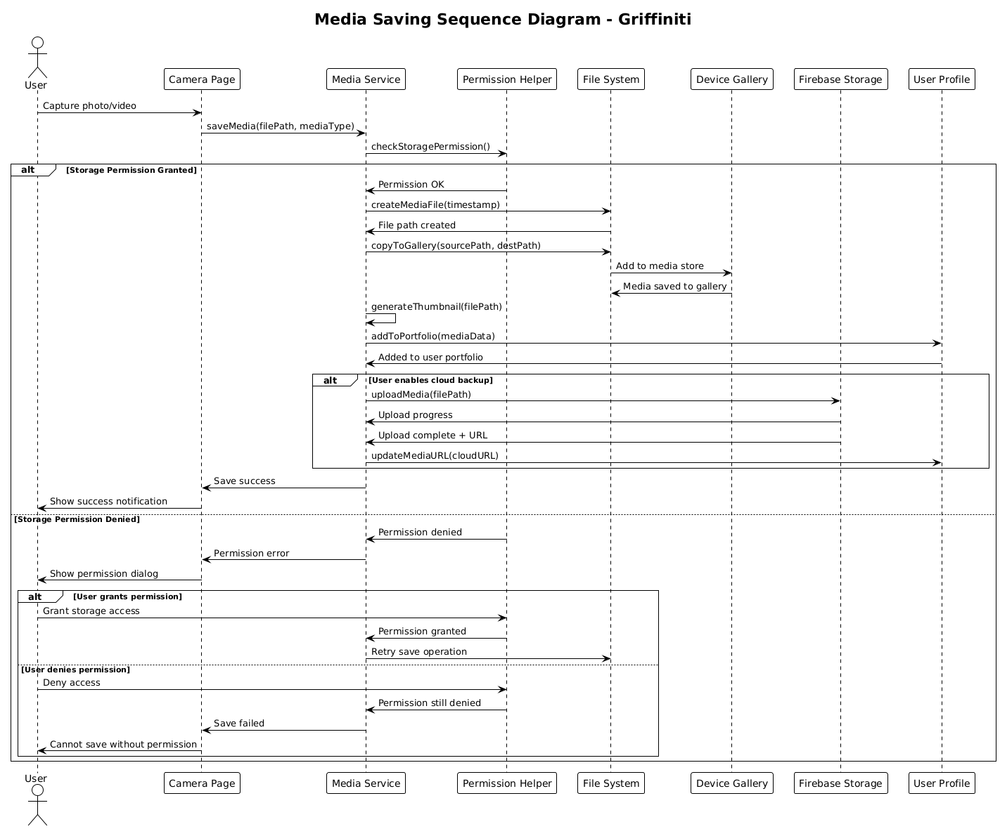 Media Saving Sequence Diagram - Griffiniti
User
Camera Page
Media Service
Permission Helper
File System
Device Gallery
Firebase Storage
User Profile
Capture photo/video
saveMedia(filePath, mediaType)
checkStoragePermission()
alt [Storage Permission Granted]
Permission OK
createMediaFile(timestamp)
File path created
copyToGallery(sourcePath, destPath)
Add to media store
Media saved to gallery
generateThumbnail(filePath)
addToPortfolio(mediaData)
Added to user portfolio
alt [User enables cloud backup]
uploadMedia(filePath)
Upload progress
Upload complete + URL
updateMediaURL(cloudURL)
Save success
Show success notification
[Storage Permission Denied]
Permission denied
Permission error
Show permission dialog
alt [User grants permission]
Grant storage access
Permission granted
Retry save operation
[User denies permission]
Deny access
Permission still denied
Save failed
Cannot save without permission
User
Camera Page
Media Service
Permission Helper
File System
Device Gallery
Firebase Storage
User Profile